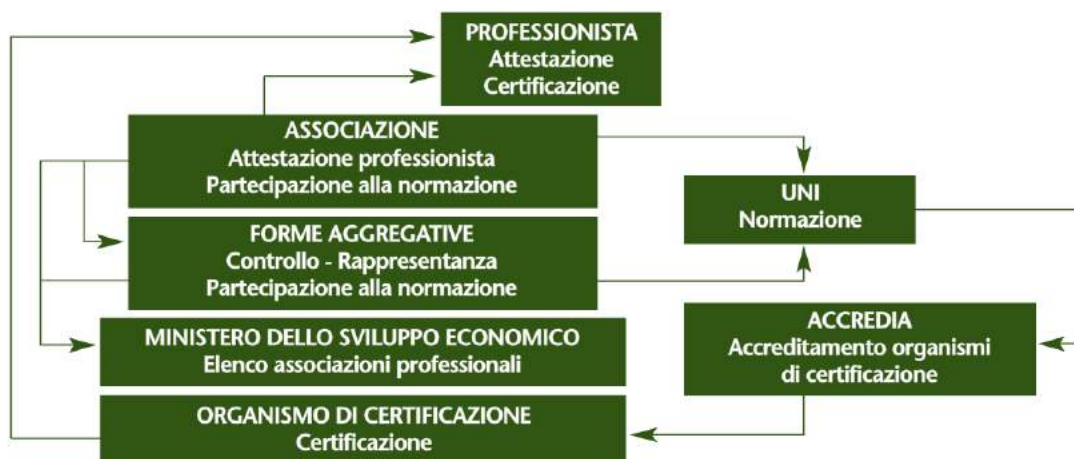 PROFESSIONISTA
Attestazione
Certificazione
ASSOCIAZIONE
Attestazione professionista
Partecipazione alla normazione
UNI
Normazione
FORME AGGREGATIVE
Controllo - Rappresentanza
Partecipazione alla normazione
MINISTERO DELLO SVILUPPO ECONOMICO
Elenco associazioni professionali
ACCREDIA
Accreditamento organismi
di certificazione
ORGANISMO DI CERTIFICAZIONE
Certificazione